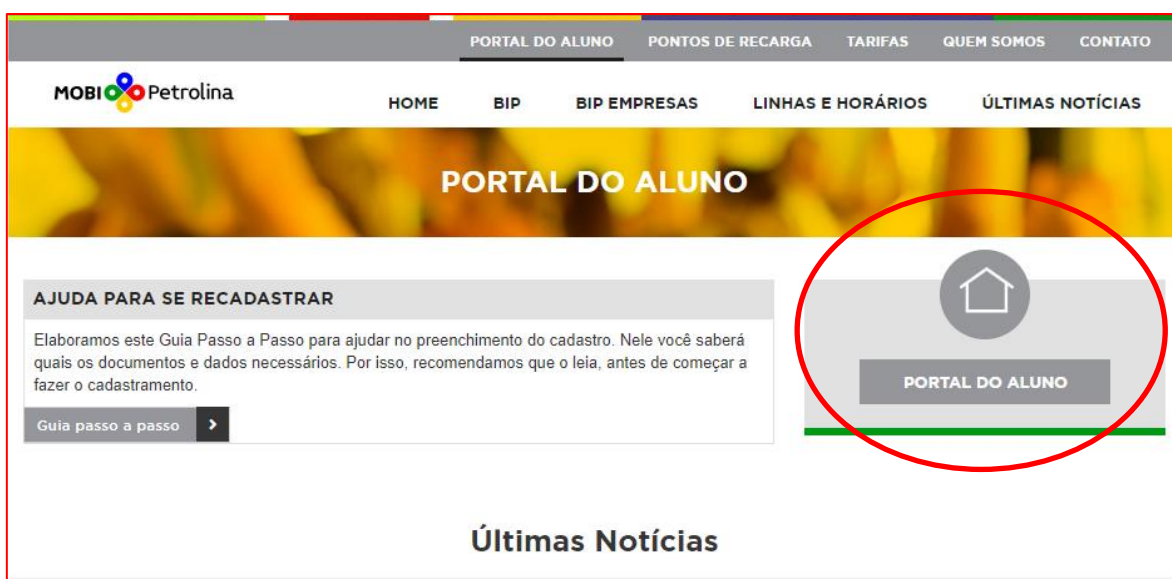 PORTAL DO ALUNO PONTOS DE RECARGA TARIFAS QUEM SOMOS CONTATO
MOBI Petrolina
HOME BIP BIP EMPRESAS LINHAS E HORÁRIOS ÚLTIMAS NOTÍCIAS
PORTAL DO ALUNO
AJUDA PARA SE RECADASTRAR
Elaboramos este Guia Passo a Passo para ajudar no preenchimento do cadastro. Nele você saberá
quais os documentos e dados necessários. Por isso, recomendamos que o leia, antes de começar a
fazer o cadastramento.
Guia passo a passo
PORTAL DO ALUNO
Últimas Notícias